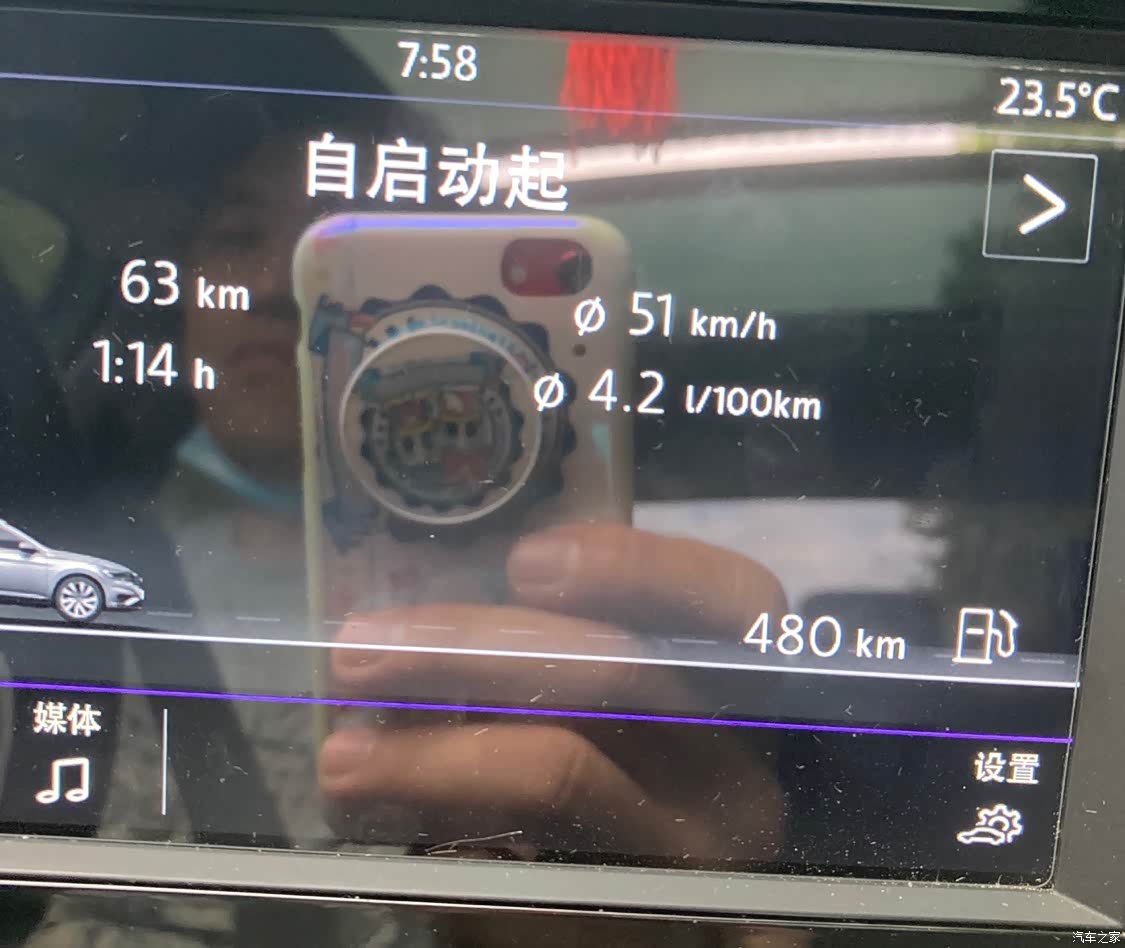 7:58
23.5°C
自启动起
>
63 km
ø 51 km/h
1:14 h
ø 4.2 l/100km
480 km
媒体
设置
汽车之家